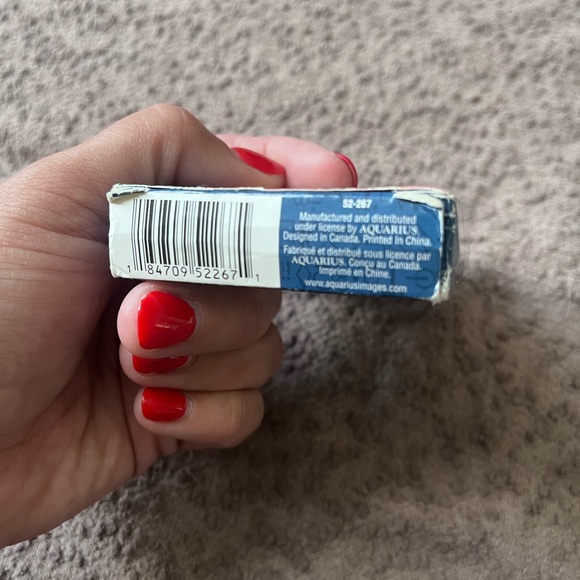 1 84709 52267 1
52-267
Manufactured and distributed
under license by AQUARIUS.
Designed in Canada. Printed in China.
Fabriqué et distribué sous licence par
AQUARIUS. Conçu au Canada.
Imprimé en Chine.
www.aquariusimages.com